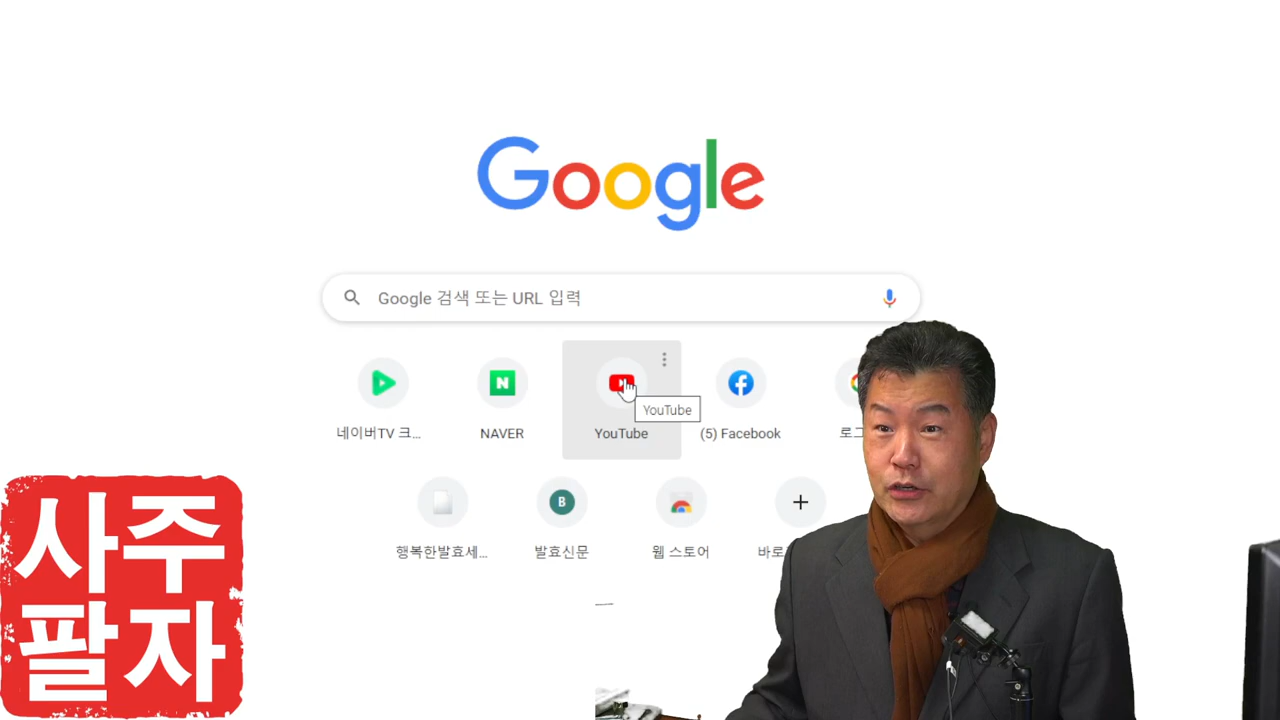 Google
Google 검색 또는 URL 입력
네이버TV 크...
NAVER
YouTube
YouTube
(5) Facebook
로그
행복한발효세...
B
발효신문
웹 스토어
바로
사주
팔자